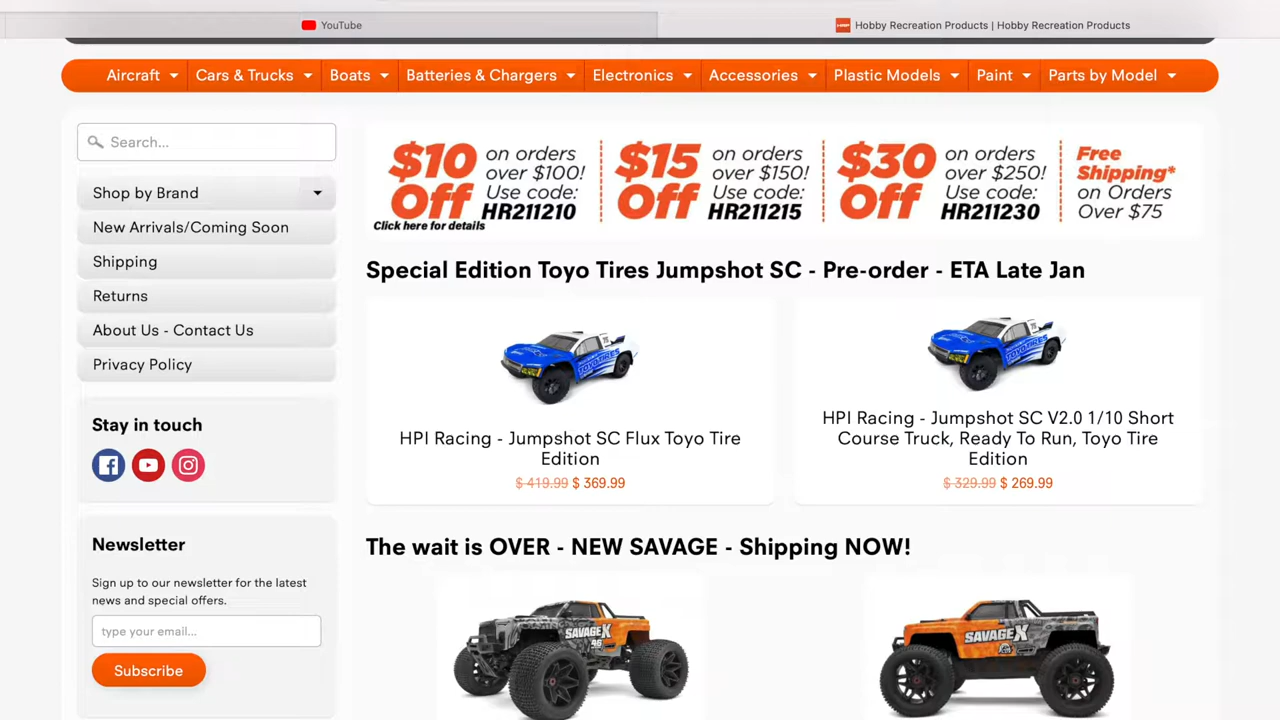 YouTube
Hobby Recreation Products | Hobby Recreation Products
Aircraft Cars & Trucks Boats Batteries & Chargers Electronics Accessories Plastic Models Paint Parts by Model
Search...
Shop by Brand
New Arrivals/Coming Soon
Shipping
Returns
About Us - Contact Us
Privacy Policy
Stay in touch
Newsletter
Sign up to our newsletter for the latest
news and special offers.
type your email...
Subscribe
$10 Off on orders
over $100!
Use code:
HR211210
Click here for details
$15 Off on orders
over $150!
Use code:
HR211215
$30 Off on orders
over $250!
Use code:
HR211230
Free
Shipping*
on Orders
Over $75
Special Edition Toyo Tires Jumpshot SC - Pre-order - ETA Late Jan
TOYO TIRES
HPI Racing - Jumpshot SC Flux Toyo Tire
Edition
$ 419.99 $ 369.99
TOYO TIRES
HPI Racing - Jumpshot SC V2.0 1/10 Short
Course Truck, Ready To Run, Toyo Tire
Edition
$ 329.99 $ 269.99
The wait is OVER - NEW SAVAGE - Shipping NOW!
SAVAGE X
SAVAGE X